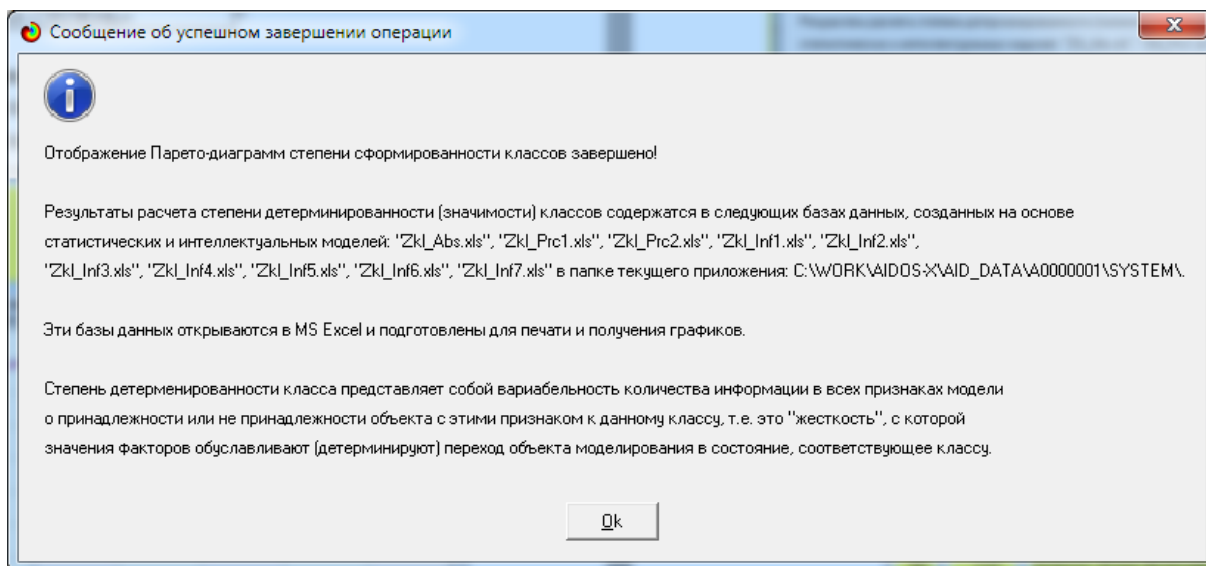 Сообщение об успешном завершении операции
Отображение Парето-диаграмм степени сформированности классов завершено!
Результаты расчета степени детерминированности (значимости) классов содержатся в следующих базах данных, созданных на основе
статистических и интеллектуальных моделей: "Zkl_Abs.xls", "Zkl_Prc1.xls", "Zkl_Prc2.xls", "Zkl_Inf1.xls", "Zkl_Inf2.xls",
"Zkl_Inf3.xls", "Zkl_Inf4.xls", "Zkl_Inf5.xls", "Zkl_Inf6.xls", "Zkl_Inf7.xls" в папке текущего приложения: C:\WORK\AIDOS-X\AID_DATA\A0000001\SYSTEM\.
Эти базы данных открываются в MS Excel и подготовлены для печати и получения графиков.
Степень детерменированности класса представляет собой вариабельность количества информации в всех признаках модели
о принадлежности или не принадлежности объекта с этими признаком к данному классу, т.е. это "жесткость", с которой
значения факторов обуславливают (детерминируют) переход объекта моделирования в состояние, соответствующее классу.
Ok